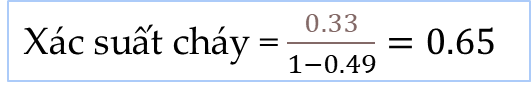 Xác suất cháy = 0.33/1−0.49 = 0.65